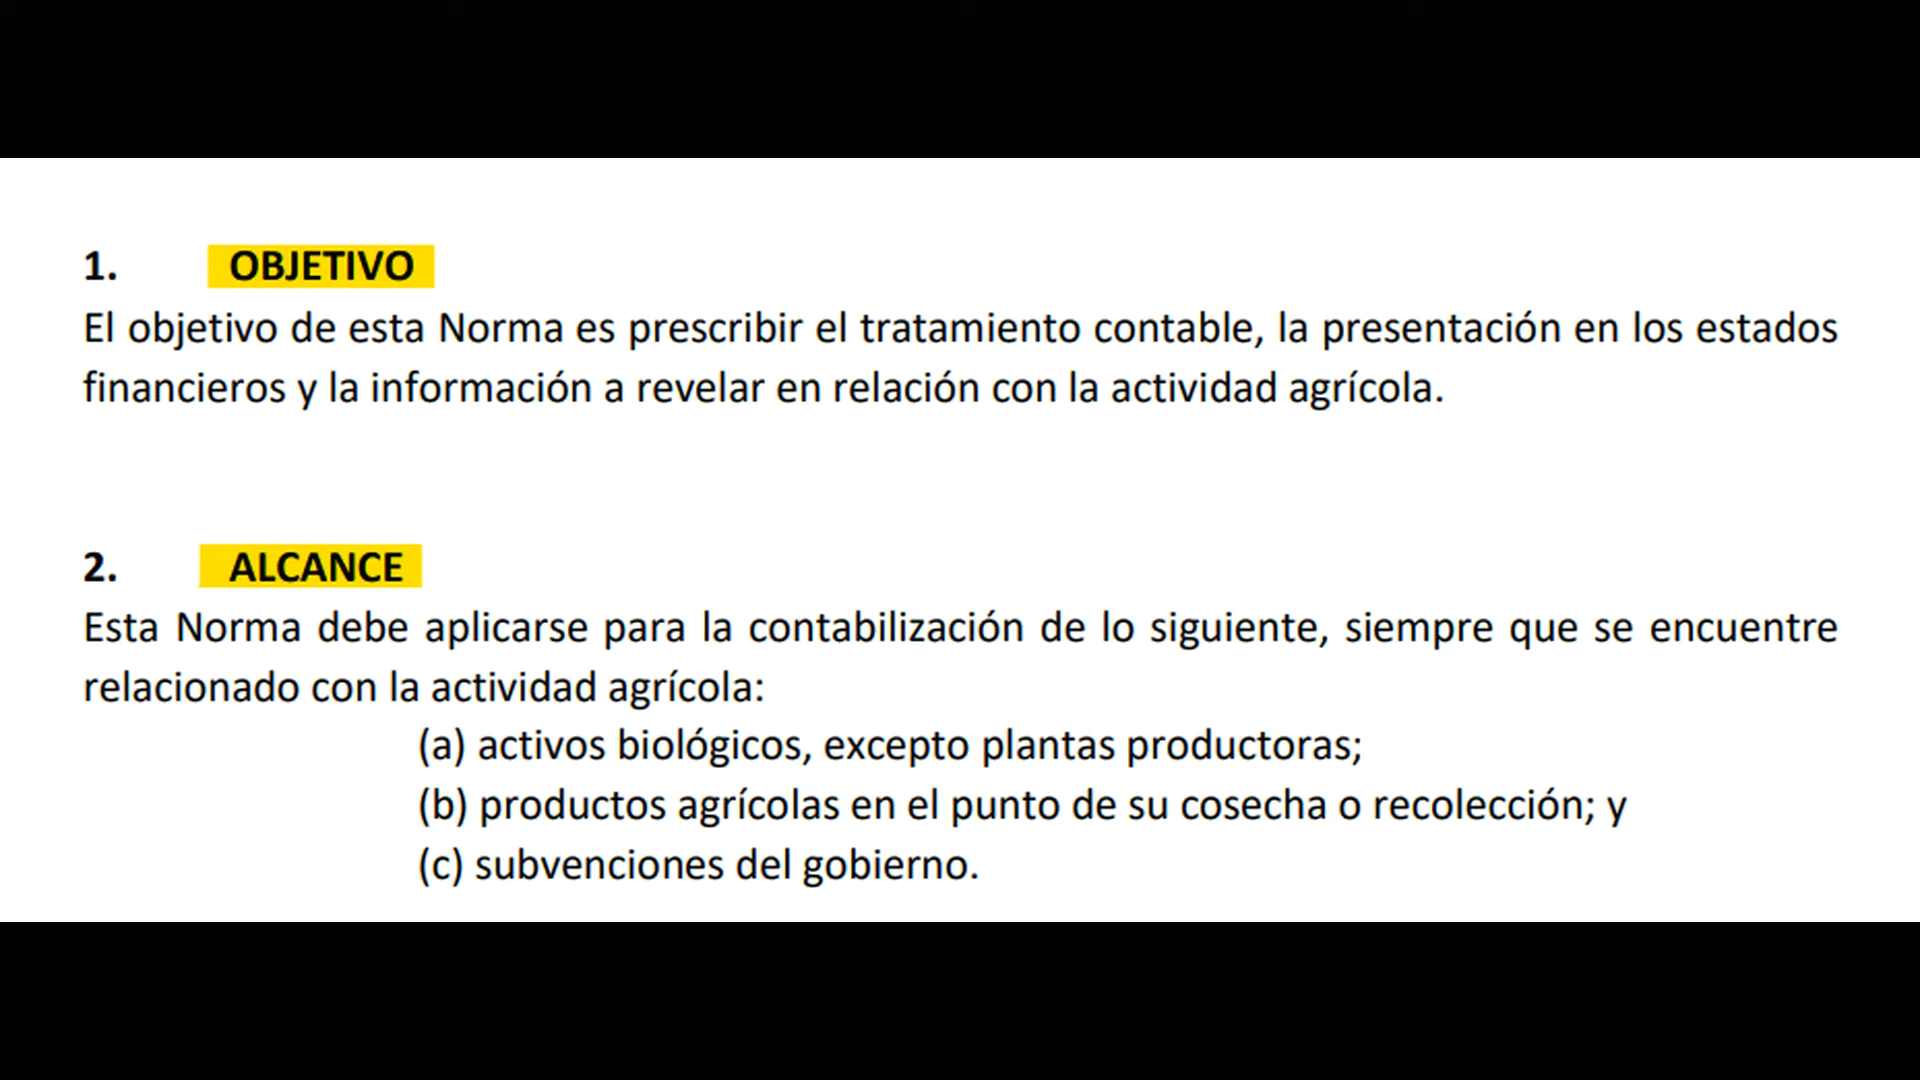 1. OBJETIVO
El objetivo de esta Norma es prescribir el tratamiento contable, la presentación en los estados
financieros y la información a revelar en relación con la actividad agrícola.
2. ALCANCE
Esta Norma debe aplicarse para la contabilización de lo siguiente, siempre que se encuentre
relacionado con la actividad agrícola:
(a) activos biológicos, excepto plantas productoras;
(b) productos agrícolas en el punto de su cosecha o recolección; y
(c) subvenciones del gobierno.